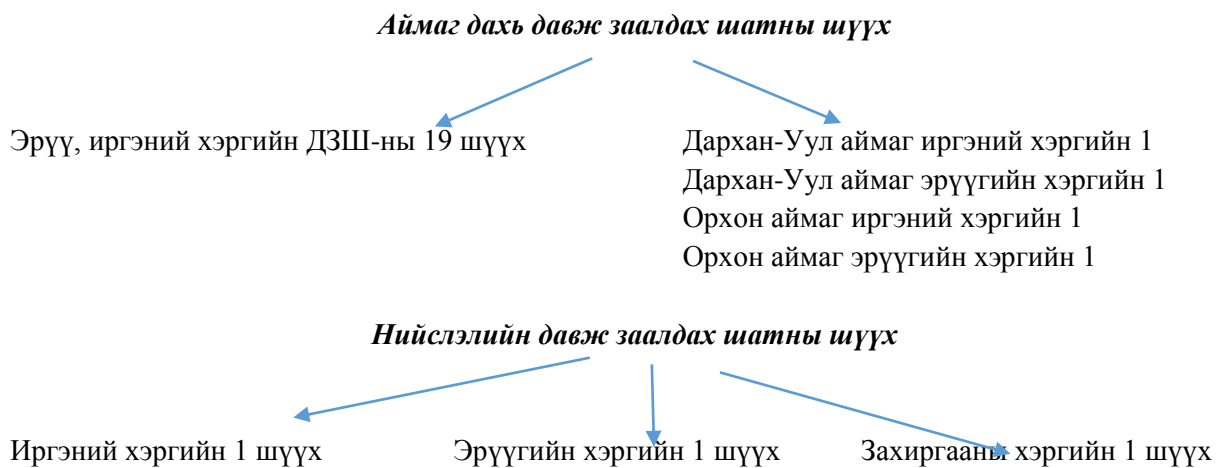 Аймаг дахь давж заалдах шатны шүүх
Эрүү, иргэний хэргийн ДЗШ-ны 19 шүүх
Дархан-Уул аймаг иргэний хэргийн 1
Дархан-Уул аймаг эрүүгийн хэргийн 1
Орхон аймаг иргэний хэргийн 1
Орхон аймаг эрүүгийн хэргийн 1
Нийслэлийн давж заалдах шатны шүүх
Иргэний хэргийн 1 шүүх
Эрүүгийн хэргийн 1 шүүх
Захиргааны хэргийн 1 шүүх